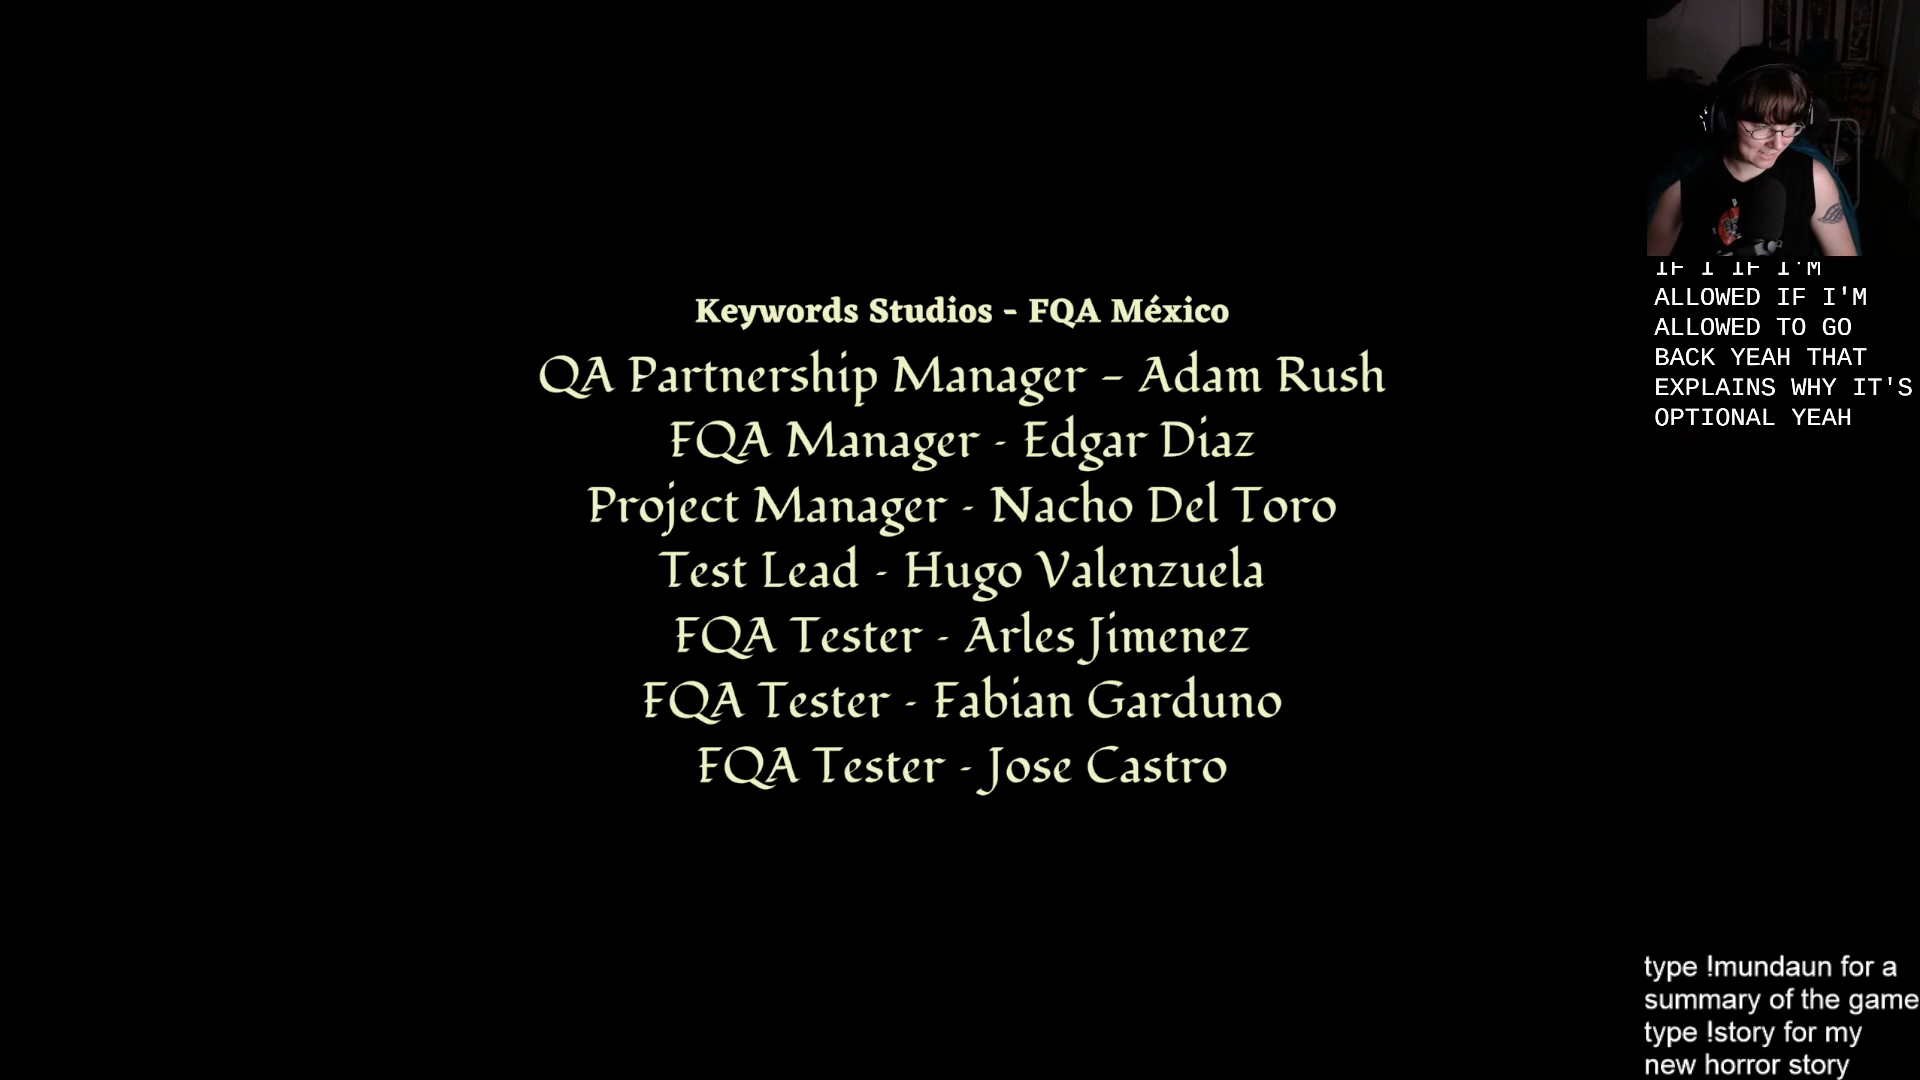 Keywords Studios - FQA México
QA Partnership Manager – Adam Rush
FQA Manager - Edgar Diaz
Project Manager - Nacho Del Toro
Test Lead - Hugo Valenzuela
FQA Tester - Arles Jimenez
FQA Tester - Fabian Garduno
FQA Tester - Jose Castro
IF I IF I'M
ALLOWED IF I'M
ALLOWED TO GO
BACK YEAH THAT
EXPLAINS WHY IT'S
OPTIONAL YEAH
type !mundaun for a
summary of the game
type !story for my
new horror story